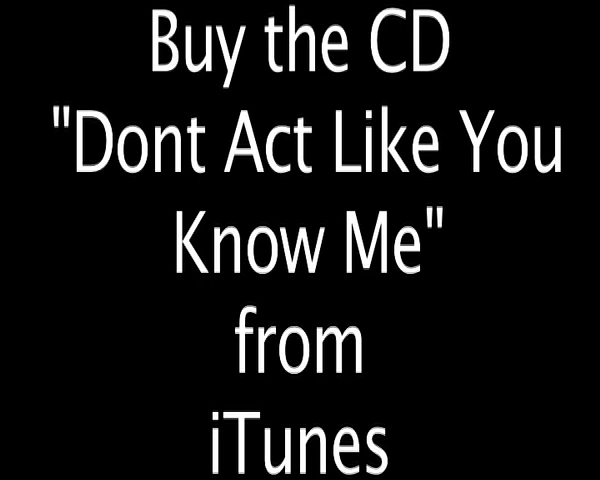 Buy the CD
"Dont Act Like You
Know Me"
from
iTunes